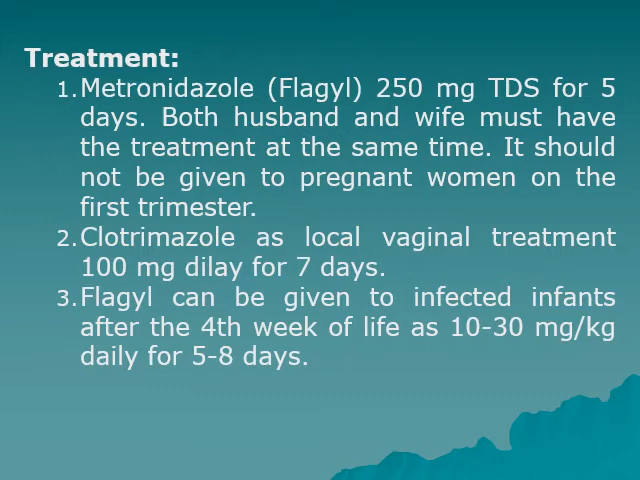 Treatment:
1. Metronidazole (Flagyl) 250 mg TDS for 5
days. Both husband and wife must have
the treatment at the same time. It should
not be given to pregnant women on the
first trimester.
2. Clotrimazole as local vaginal treatment
100 mg dilay for 7 days.
3. Flagyl can be given to infected infants
after the 4th week of life as 10-30 mg/kg
daily for 5-8 days.